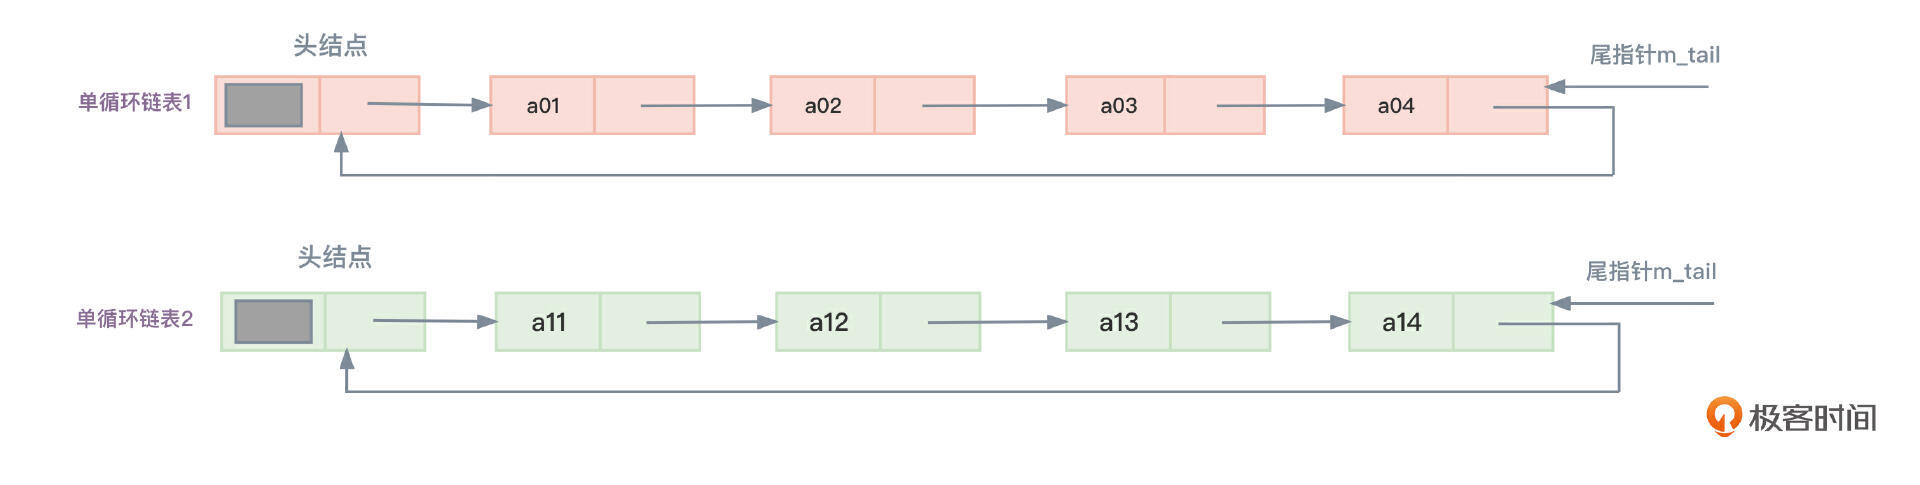 头结点
尾指针m_tail
单循环链表1
a01
a02
a03
a04
头结点
尾指针m_tail
单循环链表2
a11
a12
a13
a14
极客时间